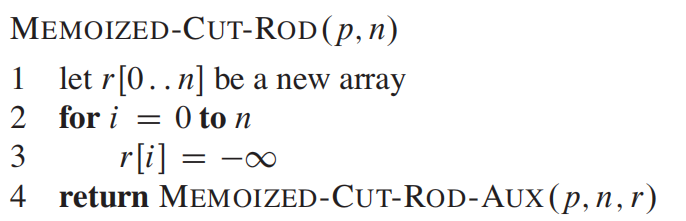 MEMOIZED-CUT-ROD(p, n)
1 let r[0..n] be a new array
2 for i = 0 to n
3 r[i] = −∞
4 return MEMOIZED-CUT-ROD-AUX(p, n, r)